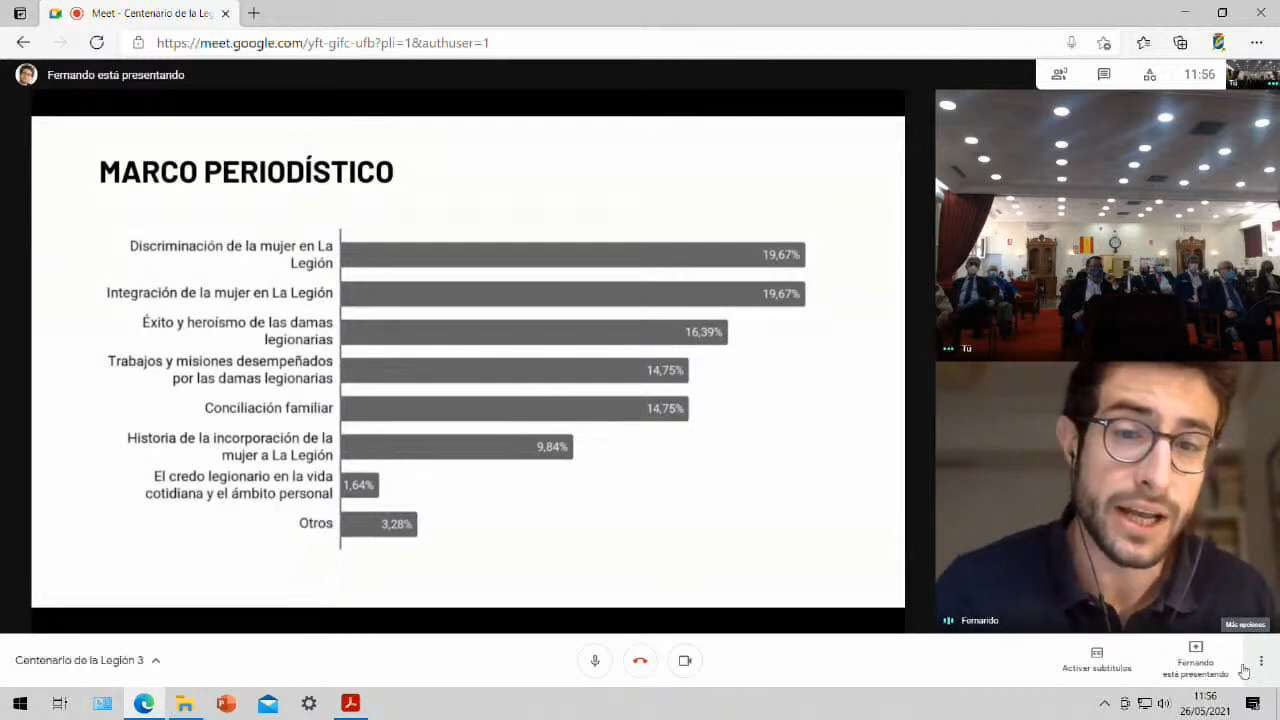 Meet - Centenario de la Leg
https://meet.google.com/yft-gifc-ufb?pli=1&authuser=1
Fernando está presentando
3
11:56
Tú
MARCO PERIODÍSTICO
Discriminación de la mujer en La
Legión
19,67%
Integración de la mujer en La Legión
19,67%
Éxito y heroísmo de las damas
legionarias
16,39%
Trabajos y misiones desempeñados
por las damas legionarias
14,75%
Conciliación familiar
14,75%
Historia de la incorporación de la
mujer a La Legión
9,84%
El credo legionario en la vida
cotidiana y el ámbito personal
1,64%
Otros
3,28%
Tú
Fernando
Más opciones
Centenario de la Legión 3
Activar subtítulos
Fernando
está presentando
11:56
26/05/2021